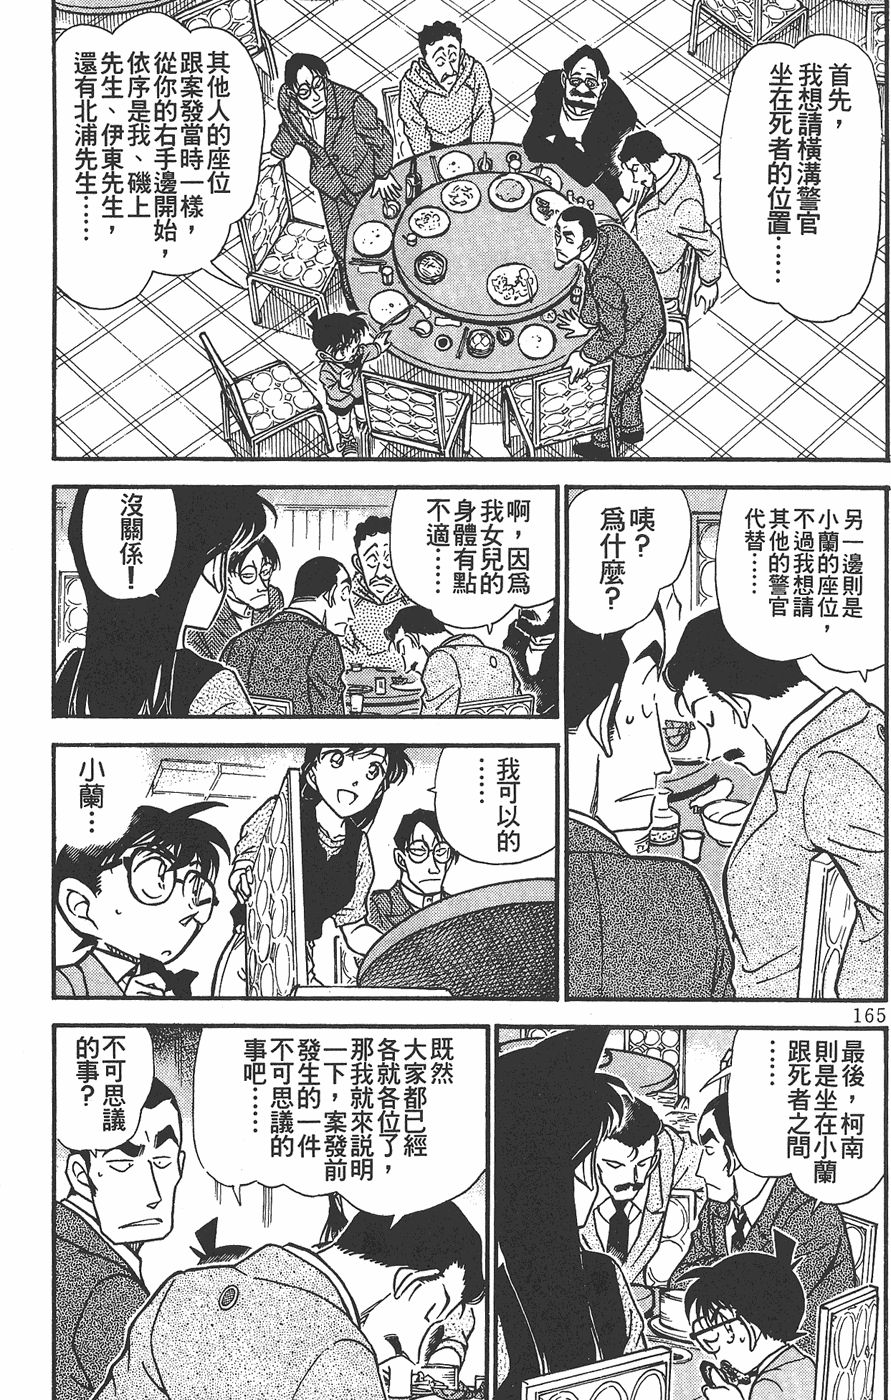 首先，
我想請橫溝警官
坐在死者的位置……
其他人的座位
跟案發當時一樣，
從你的右手邊開始，
依序是我、磯上
先生、伊東先生，
還有北浦先生……
另一邊則是
小蘭的座位，
不過我想請
其他的警官
代替……
咦？
爲什麼？
啊，因爲
我女兒的
身體有點
不適……
沒關係！
我可以的
……
小蘭…
165
最後，柯南
則是坐在小蘭
跟死者之間
……
既然
大家都已經
各就各位了，
那我就來説明
一下，案發前
發生的一件
不可思議的
事吧……
不可思議
的事？